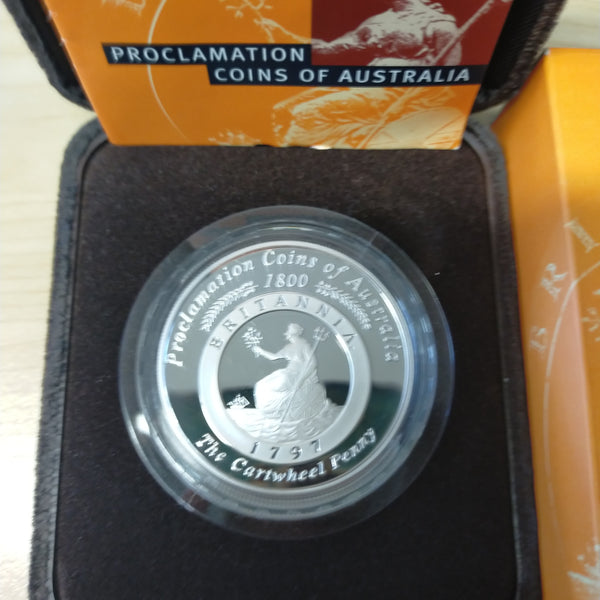 PROCLAMATION
COINS OF AUSTRALIA
Proclamation Coins of Australia
1800
BRITANNIA.
1797
The Cartwheel Penny